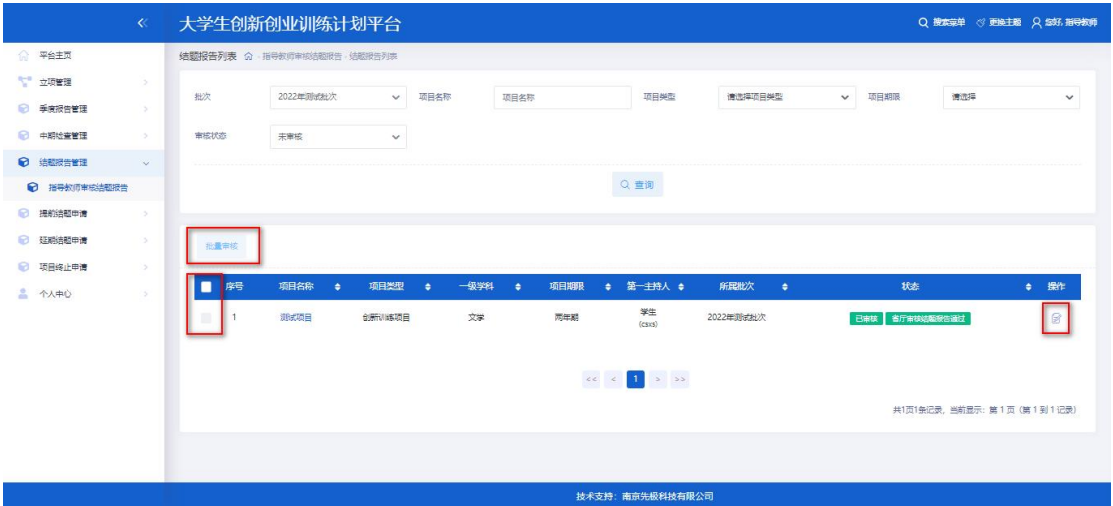 大学生创新创业训练计划平台
搜索菜单 更换主题 您好, 指导教师
平台主页
立项管理
季度报告管理
中期检查管理
结题报告管理
指导教师审核结题报告
提前结题申请
延期结题申请
项目终止申请
个人中心
结题报告列表 - 指导教师审核结题报告 - 结题报告列表
批次 2022年测试批次 项目名称 项目名称 项目类型 请选择项目类型 项目期限 请选择
审核状态 未审核
查询
批量审核
序号 项目名称 项目类型 一级学科 项目期限 第一主持人 所属批次 状态 操作
1 测试项目 创新训练项目 文学 两年期 学生 2022年测试批次 已审核 省厅审核结题报告通过
(csxs)
<< < 1 > >>
共1页1条记录, 当前显示: 第 1 页 (第 1 到 1 记录)
技术支持: 南京先极科技有限公司